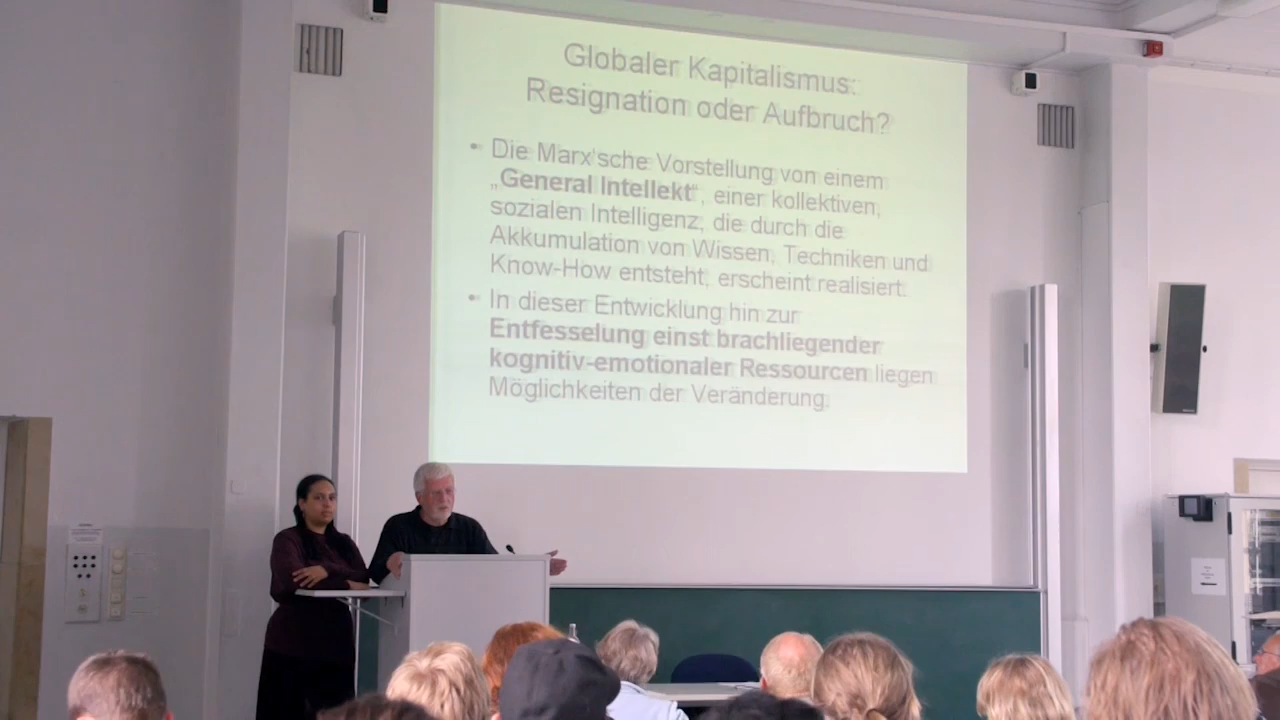 Globaler Kapitalismus:
Resignation oder Aufbruch?
• Die Marx'sche Vorstellung von einem
„General Intellekt“, einer kollektiven,
sozialen Intelligenz, die durch die
Akkumulation von Wissen, Techniken und
Know-How entsteht, erscheint realisiert.
• In dieser Entwicklung hin zur
Entfesselung einst brachliegender
kognitiv-emotionaler Ressourcen liegen
Möglichkeiten der Veränderung.